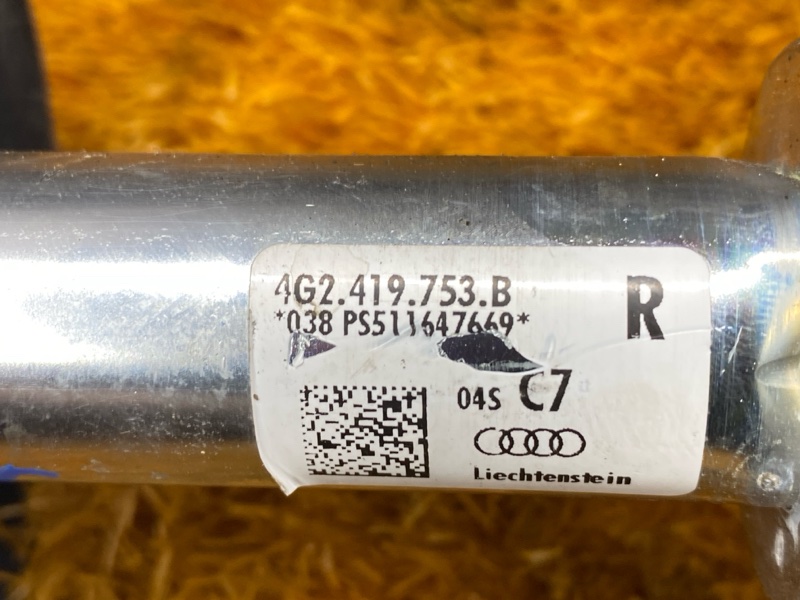 4G2.419.753.B
R
*038 PS511647669*
04S C7
Liechtenstein